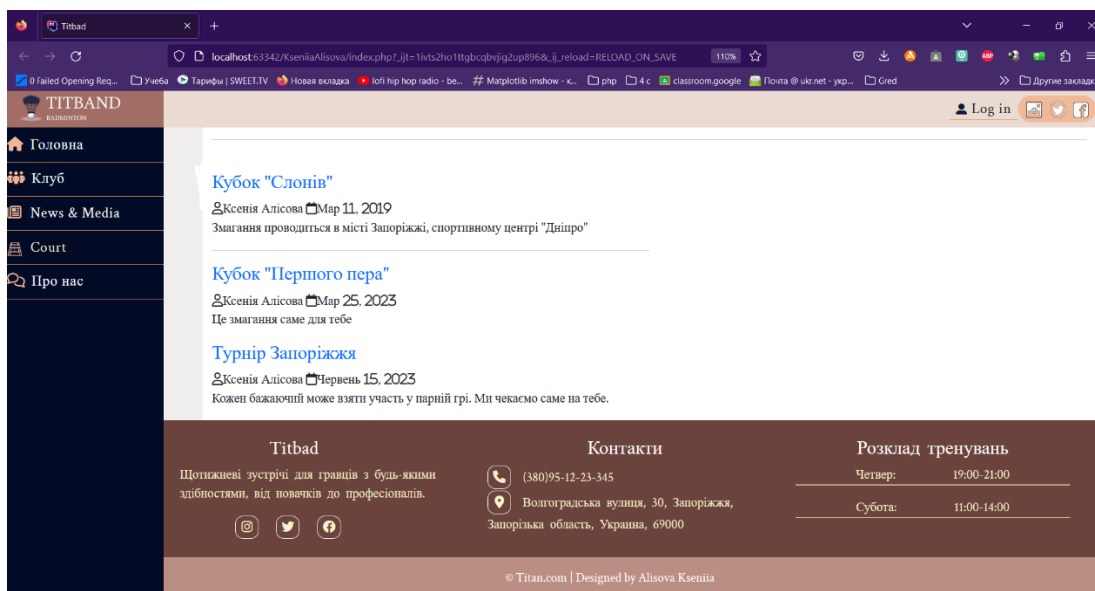 Titbad
localhost:63342/KseniiaAlisova/index.php?_ijt=1ivts2ho1ttgbcqbvjig2up896&_ij_reload=RELOAD_ON_SAVE 110%
0 Failed Opening Req... Учеба Тарифы | SWEET.TV Новая вкладка lofi hip hop radio - be... Matplotlib imshow - к... php 4 c classroom.google Почта @ ukr.net - укр... Gred Другие закладки
TITBAND
BADMINTON
Log in
Головна
Клуб
News & Media
Court
Про нас
Кубок "Слонів"
Ксенія Алісова Мар 11, 2019
Змагання проводиться в місті Запоріжжі, спортивному центрі "Дніпро"
Кубок "Першого пера"
Ксенія Алісова Мар 25, 2023
Це змагання саме для тебе
Турнір Запоріжжя
Ксенія Алісова Червень 15, 2023
Кожен бажаючий може взяти участь у парній грі. Ми чекаємо саме на тебе.
Titbad
Щотижневі зустрічі для гравців з будь-якими
здібностями, від новачків до професіоналів.
Контакти
(380)95-12-23-345
Волгоградська вулиця, 30, Запоріжжя,
Запорізька область, Украина, 69000
Розклад тренувань
Четвер: 19:00-21:00
Субота: 11:00-14:00
© Titan.com | Designed by Alisova Kseniia